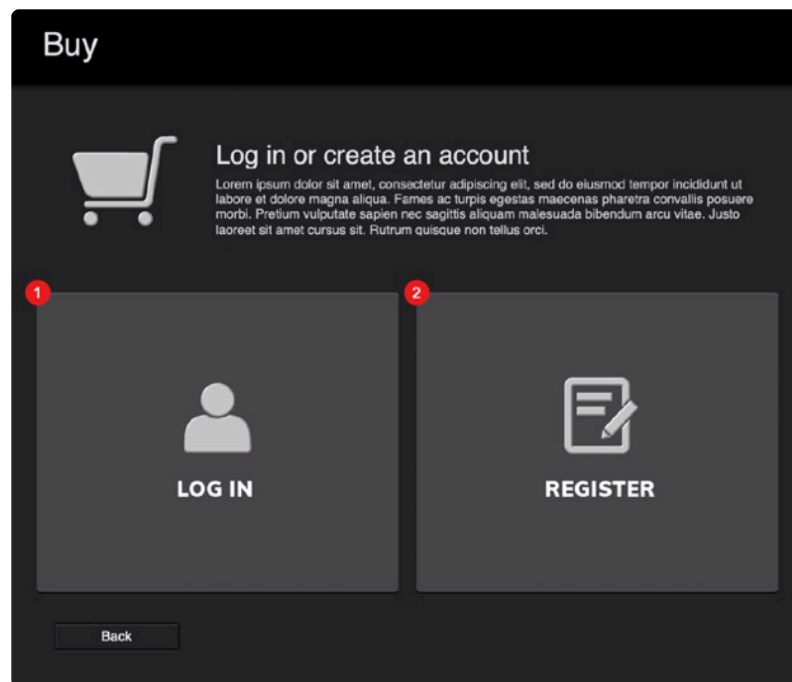 Buy
Log in or create an account
Lorem ipsum dolor sit amet, consectetur adipiscing elit, sed do eiusmod tempor incididunt ut
labore et dolore magna aliqua. Fames ac turpis egestas maecenas pharetra convallis posuere
morbi. Pretium vulputate sapien nec sagittis aliquam malesuada bibendum arcu vitae. Justo
laoreet sit amet cursus sit. Rutrum quisque non tellus orci.
1
2
LOG IN
REGISTER
Back